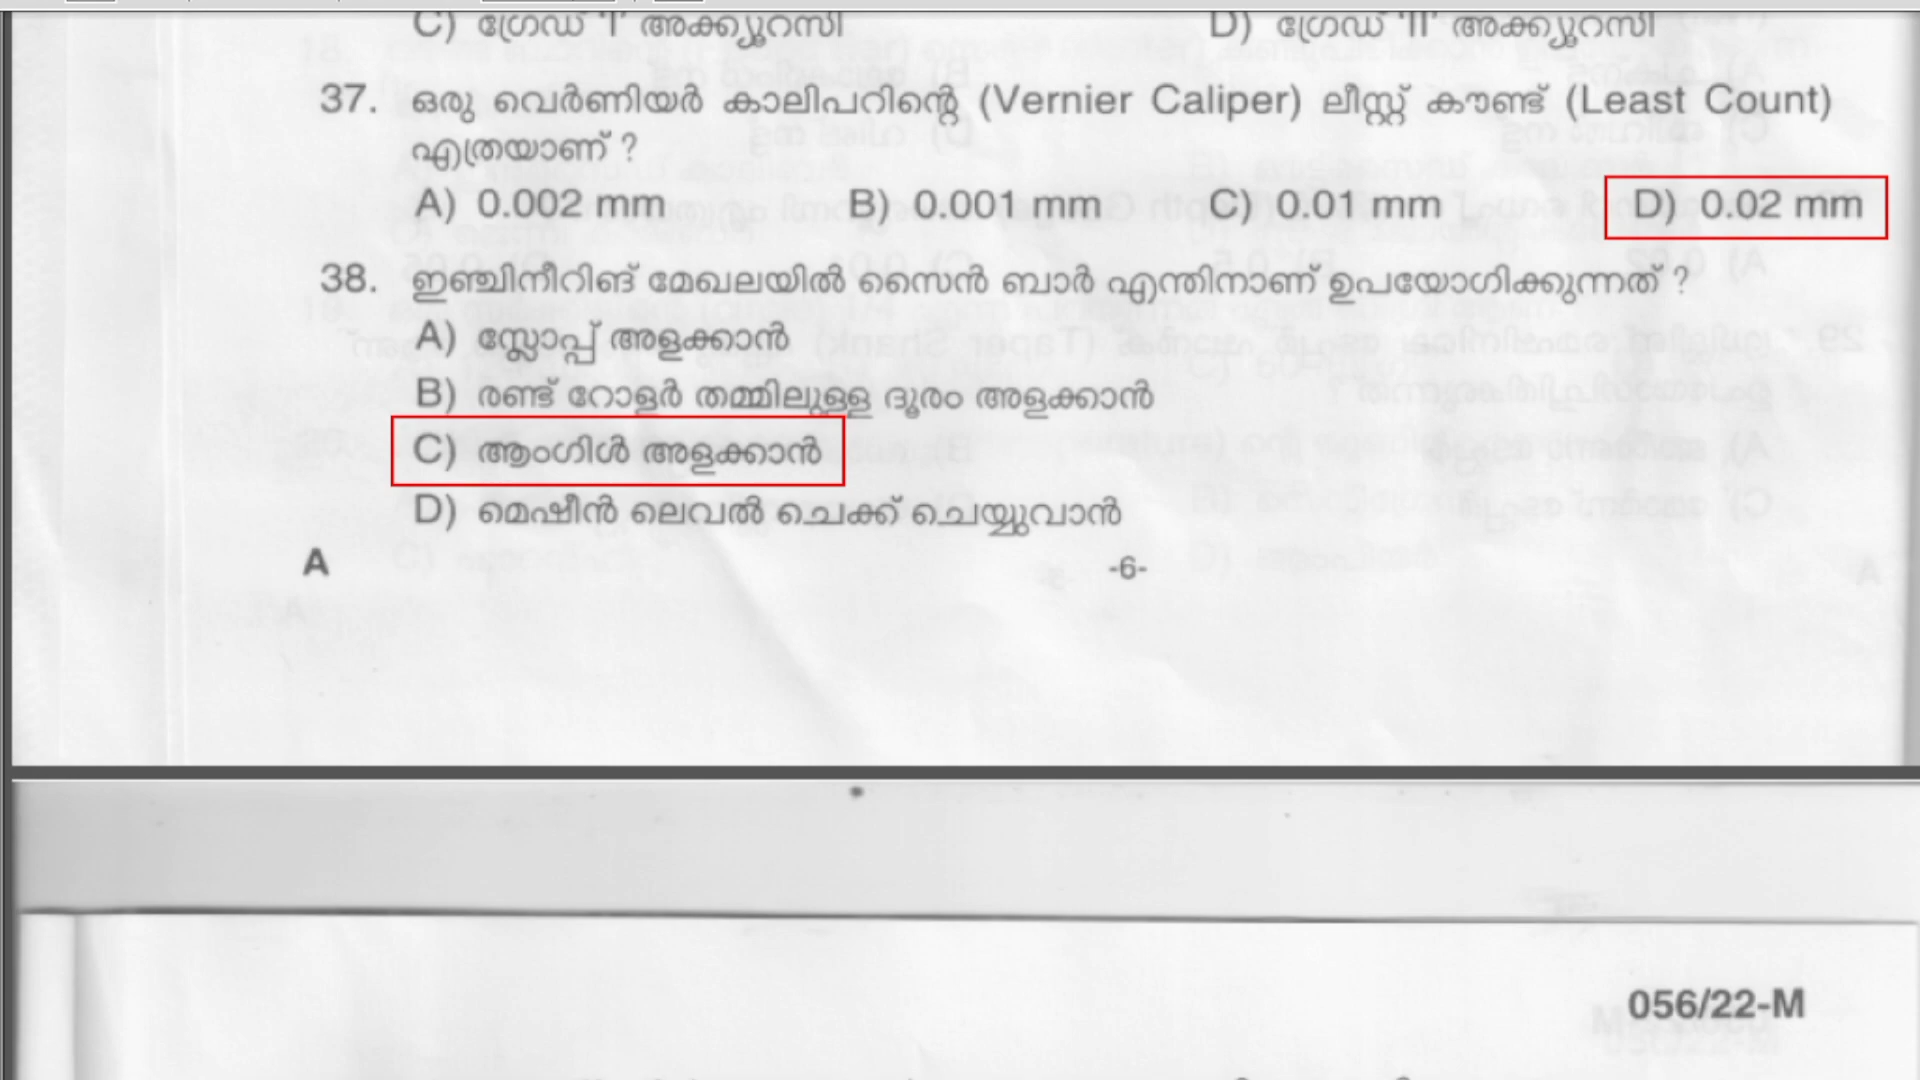 C) ഗ്രേഡ് 'I' അക്ക്യൂറസി D) ഗ്രേഡ് 'II' അക്ക്യൂറസി
37. ഒരു വെർണിയർ കാലിപറിന്റെ (Vernier Caliper) ലീസ്റ്റ് കൗണ്ട് (Least Count)
എത്രയാണ് ?
A) 0.002 mm B) 0.001 mm C) 0.01 mm D) 0.02 mm
38. ഇഞ്ചിനീറിങ് മേഖലയിൽ സൈൻ ബാർ എന്തിനാണ് ഉപയോഗിക്കുന്നത് ?
A) സ്ലോപ്പ് അളക്കാൻ
B) രണ്ട് റോളർ തമ്മിലുള്ള ദൂരം അളക്കാൻ
C) ആംഗിൾ അളക്കാൻ
D) മെഷീൻ ലെവൽ ചെക്ക് ചെയ്യുവാൻ
A -6-
056/22-M